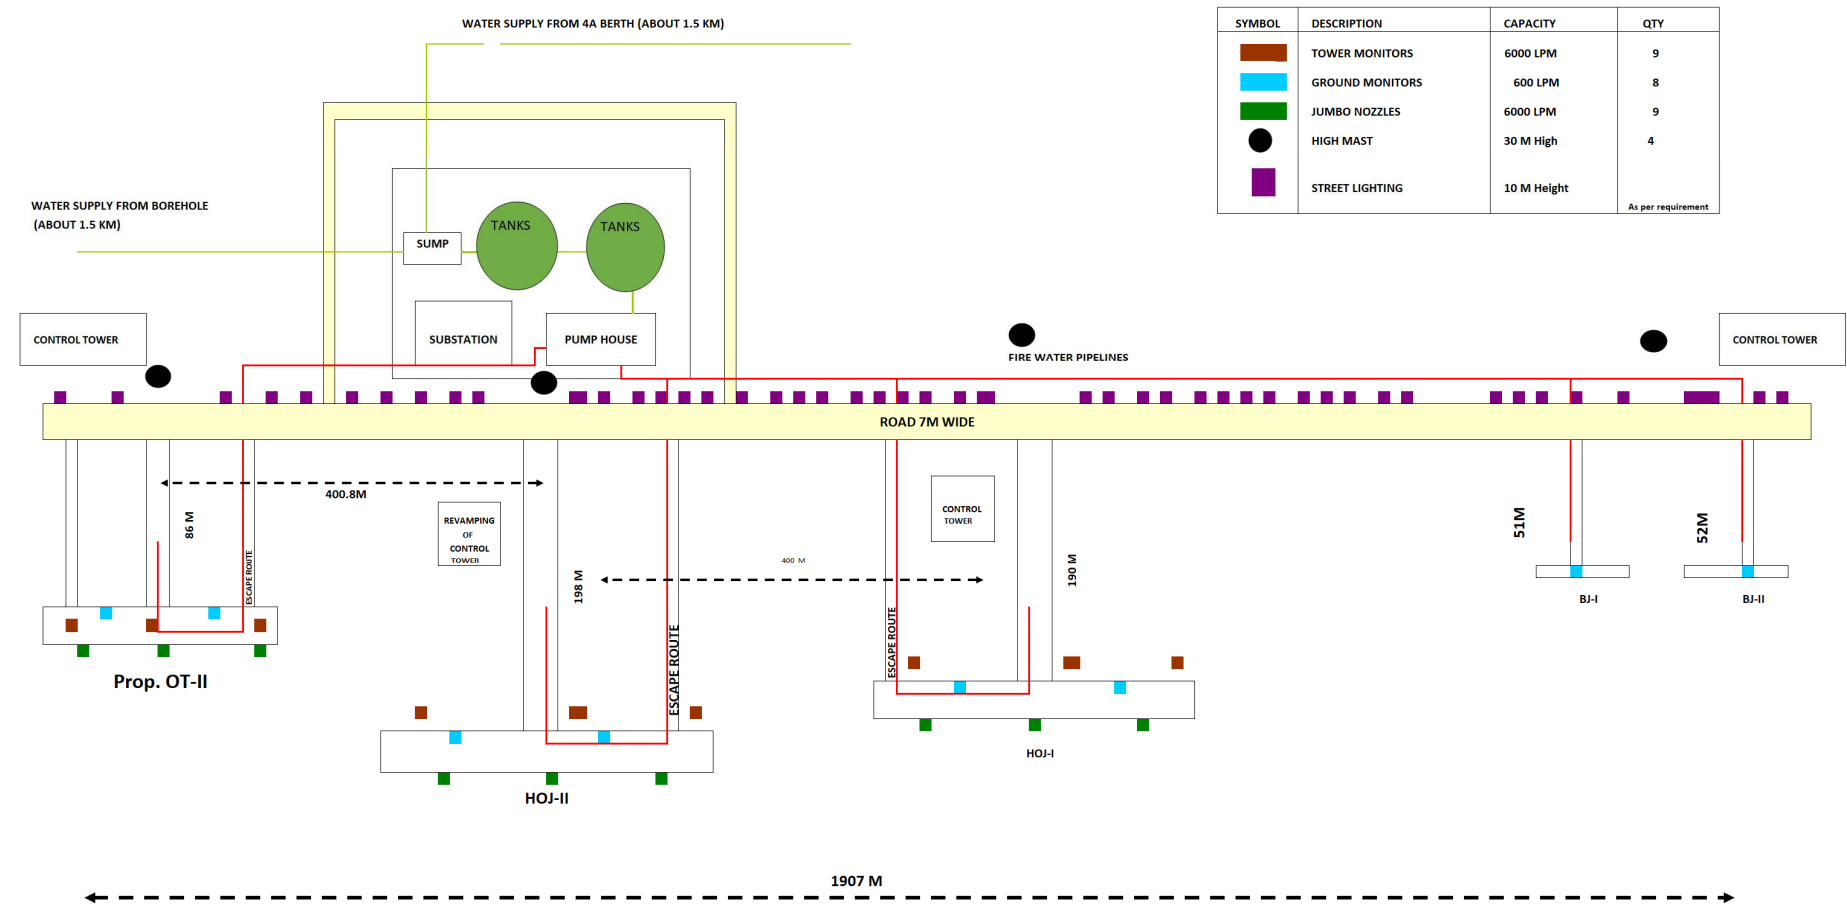 WATER SUPPLY FROM 4A BERTH (ABOUT 1.5 KM)
SYMBOL DESCRIPTION CAPACITY QTY
TOWER MONITORS 6000 LPM 9
GROUND MONITORS 600 LPM 8
JUMBO NOZZLES 6000 LPM 9
HIGH MAST 30 M High 4
STREET LIGHTING 10 M Height
As per requirement
WATER SUPPLY FROM BOREHOLE
(ABOUT 1.5 KM)
TANKS
TANKS
SUMP
CONTROL TOWER
SUBSTATION
PUMP HOUSE
FIRE WATER PIPELINES
CONTROL TOWER
ROAD 7M WIDE
400.8M
86 M
ESCAPE ROUTE
REVAMPING
OF
CONTROL
TOWER
198 M
400 M
ESCAPE ROUTE
CONTROL
TOWER
190 M
ESCAPE ROUTE
51M
52M
BJ-I
BJ-II
Prop. OT-II
HOJ-II
HOJ-I
1907 M